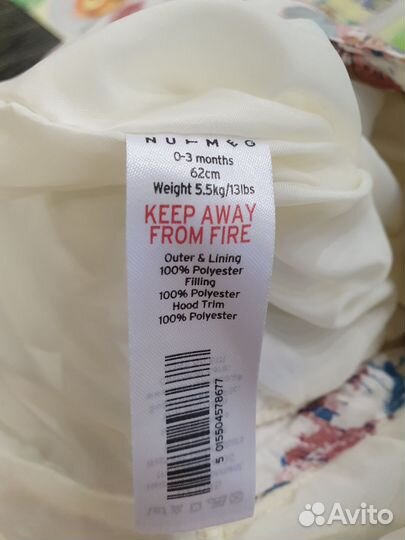 NUTMEG
0-3 months
62cm
Weight 5.5kg/13lbs
KEEP AWAY
FROM FIRE
Outer & Lining
100% Polyester
Filling
100% Polyester
Hood Trim
100% Polyester
5 015504 578677
Avito